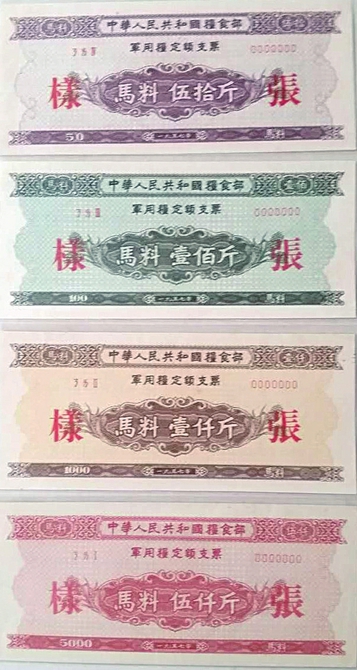 馬料 中華人民共和國糧食部 伍拾
軍用糧定額支票
0000000
樣 馬料 伍拾斤 張
50 一九五七年 馬料
馬料 中華人民共和國糧食部 壹佰
軍用糧定額支票
0000000
樣 馬料 壹佰斤 張
100 一九五七年 馬料
馬料 中華人民共和國糧食部 壹仟
軍用糧定額支票
0000000
樣 馬料 壹仟斤 張
1000 一九五七年 馬料
馬料 中華人民共和國糧食部 伍仟
軍用糧定額支票
0000000
樣 馬料 伍仟斤 張
5000 一九五七年 馬料